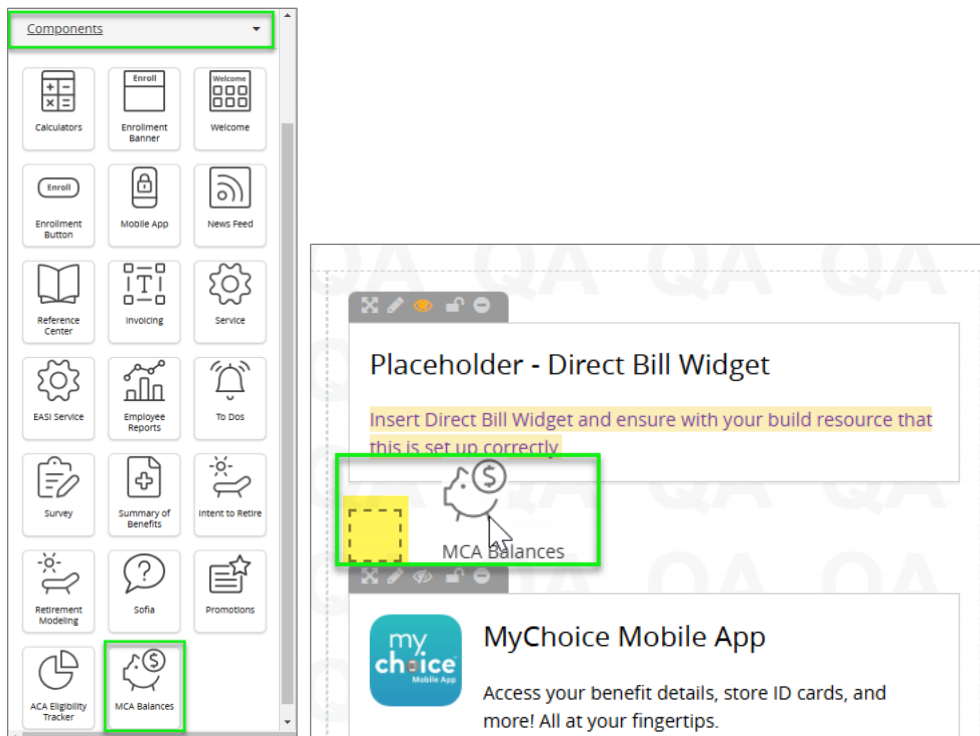 Components
Enroll
Welcome
Calculators
Enrollment
Banner
Welcome
Enroll
Enrollment
Button
Mobile App
News Feed
T
Reference
Center
Invoicing
Service
EASI Service
Employee
Reports
To Dos
Survey
Summary of
Benefits
Intent to Retire
?
Retirement
Modeling
Sofia
Promotions
$
ACA Eligibility
Tracker
MCA Balances
QA QA QA QA
Placeholder - Direct Bill Widget
Insert Direct Bill Widget and ensure with your build resource that
this is set up correctly.
$
MCA Balances
my
choice
Mobile App
MyChoice Mobile App
Access your benefit details, store ID cards, and
more! All at your fingertips.